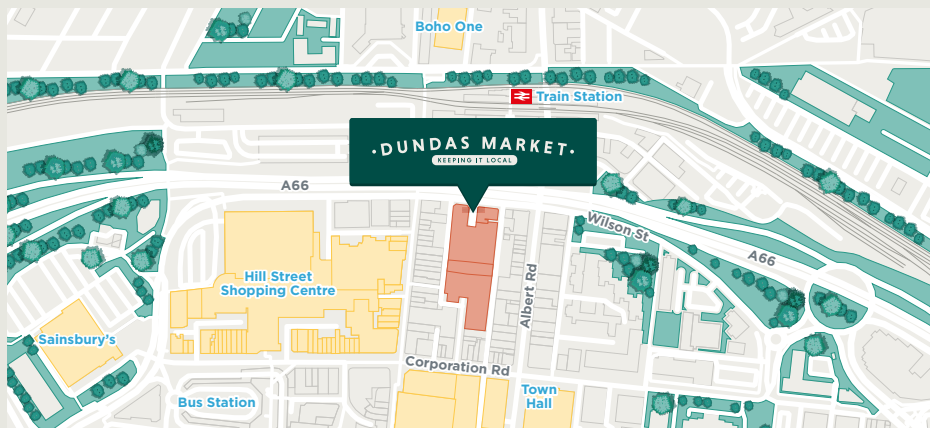 Boho One
Train Station
·DUNDAS MARKET·
KEEPING IT LOCAL
A66
Wilson St
A66
Hill Street
Shopping Centre
Albert Rd
Sainsbury's
Corporation Rd
Bus Station
Town
Hall